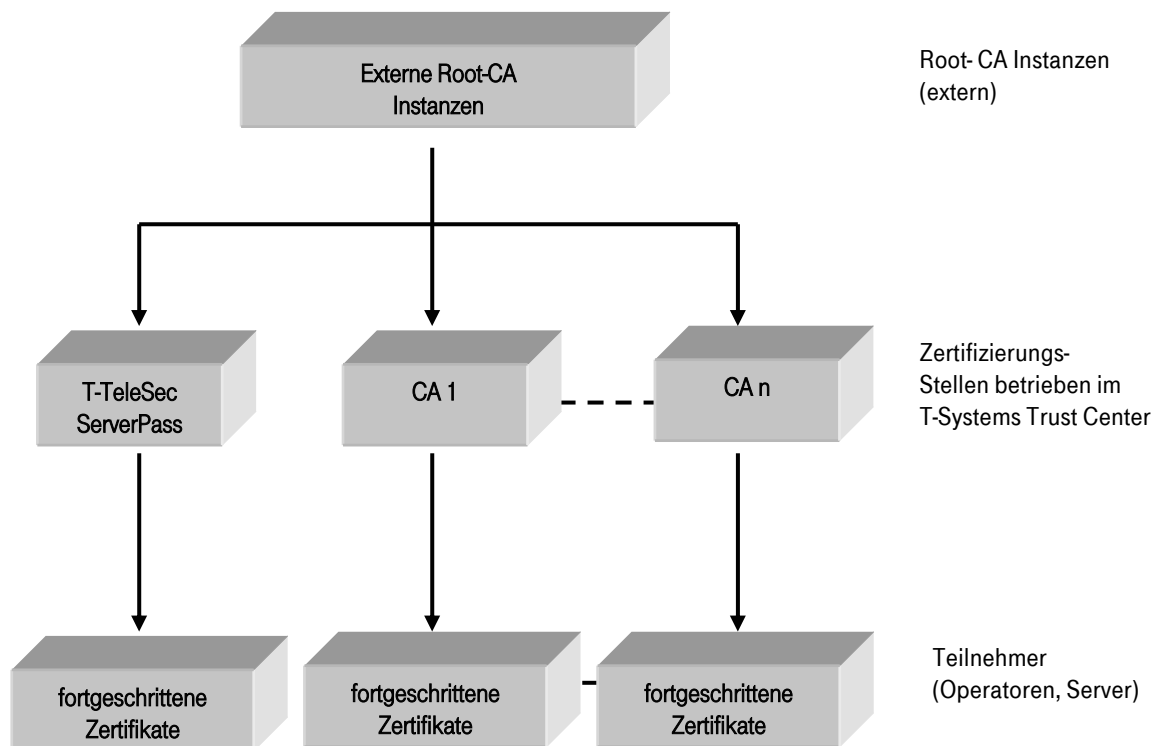 Externe Root-CA
Instanzen
Root- CA Instanzen
(extern)
T-TeleSec
ServerPass
CA 1
CA n
Zertifizierungs-
Stellen betrieben im
T-Systems Trust Center
fortgeschrittene
Zertifikate
fortgeschrittene
Zertifikate
fortgeschrittene
Zertifikate
Teilnehmer
(Operatoren, Server)